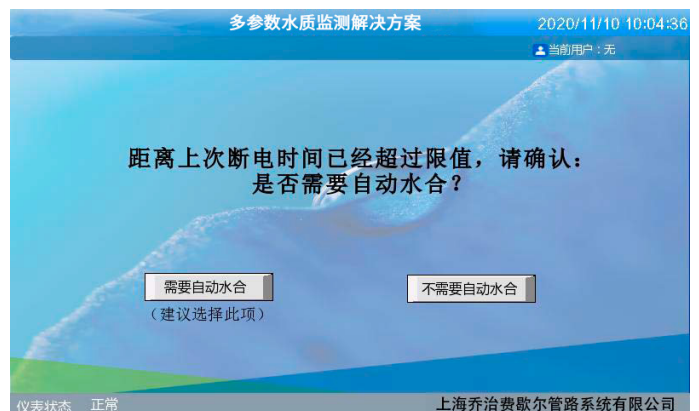 多参数水质监测解决方案
2020/11/10 10:04:36
当前用户：无
距离上次断电时间已经超过限值，请确认：
是否需要自动水合？
需要自动水合
不需要自动水合
（建议选择此项）
仪表状态 正常
上海乔治费歇尔管路系统有限公司